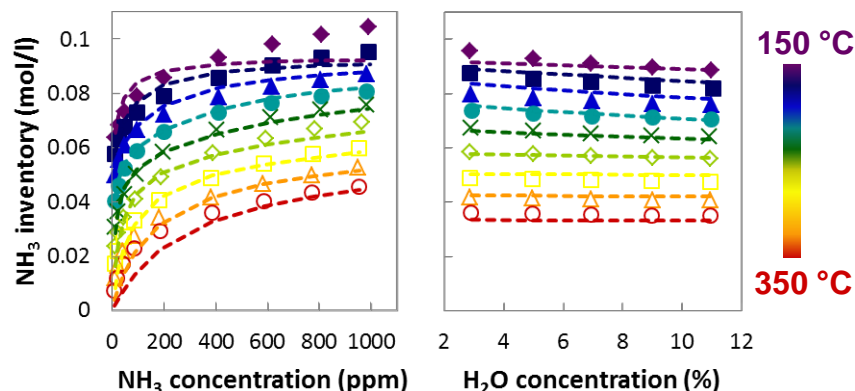 NH₃ inventory (mol/l)
0.1
0.08
0.06
0.04
0.02
0
0 200 400 600 800 1000
NH₃ concentration (ppm)
2 4 6 8 10 12
H₂O concentration (%)
150 °C
350 °C